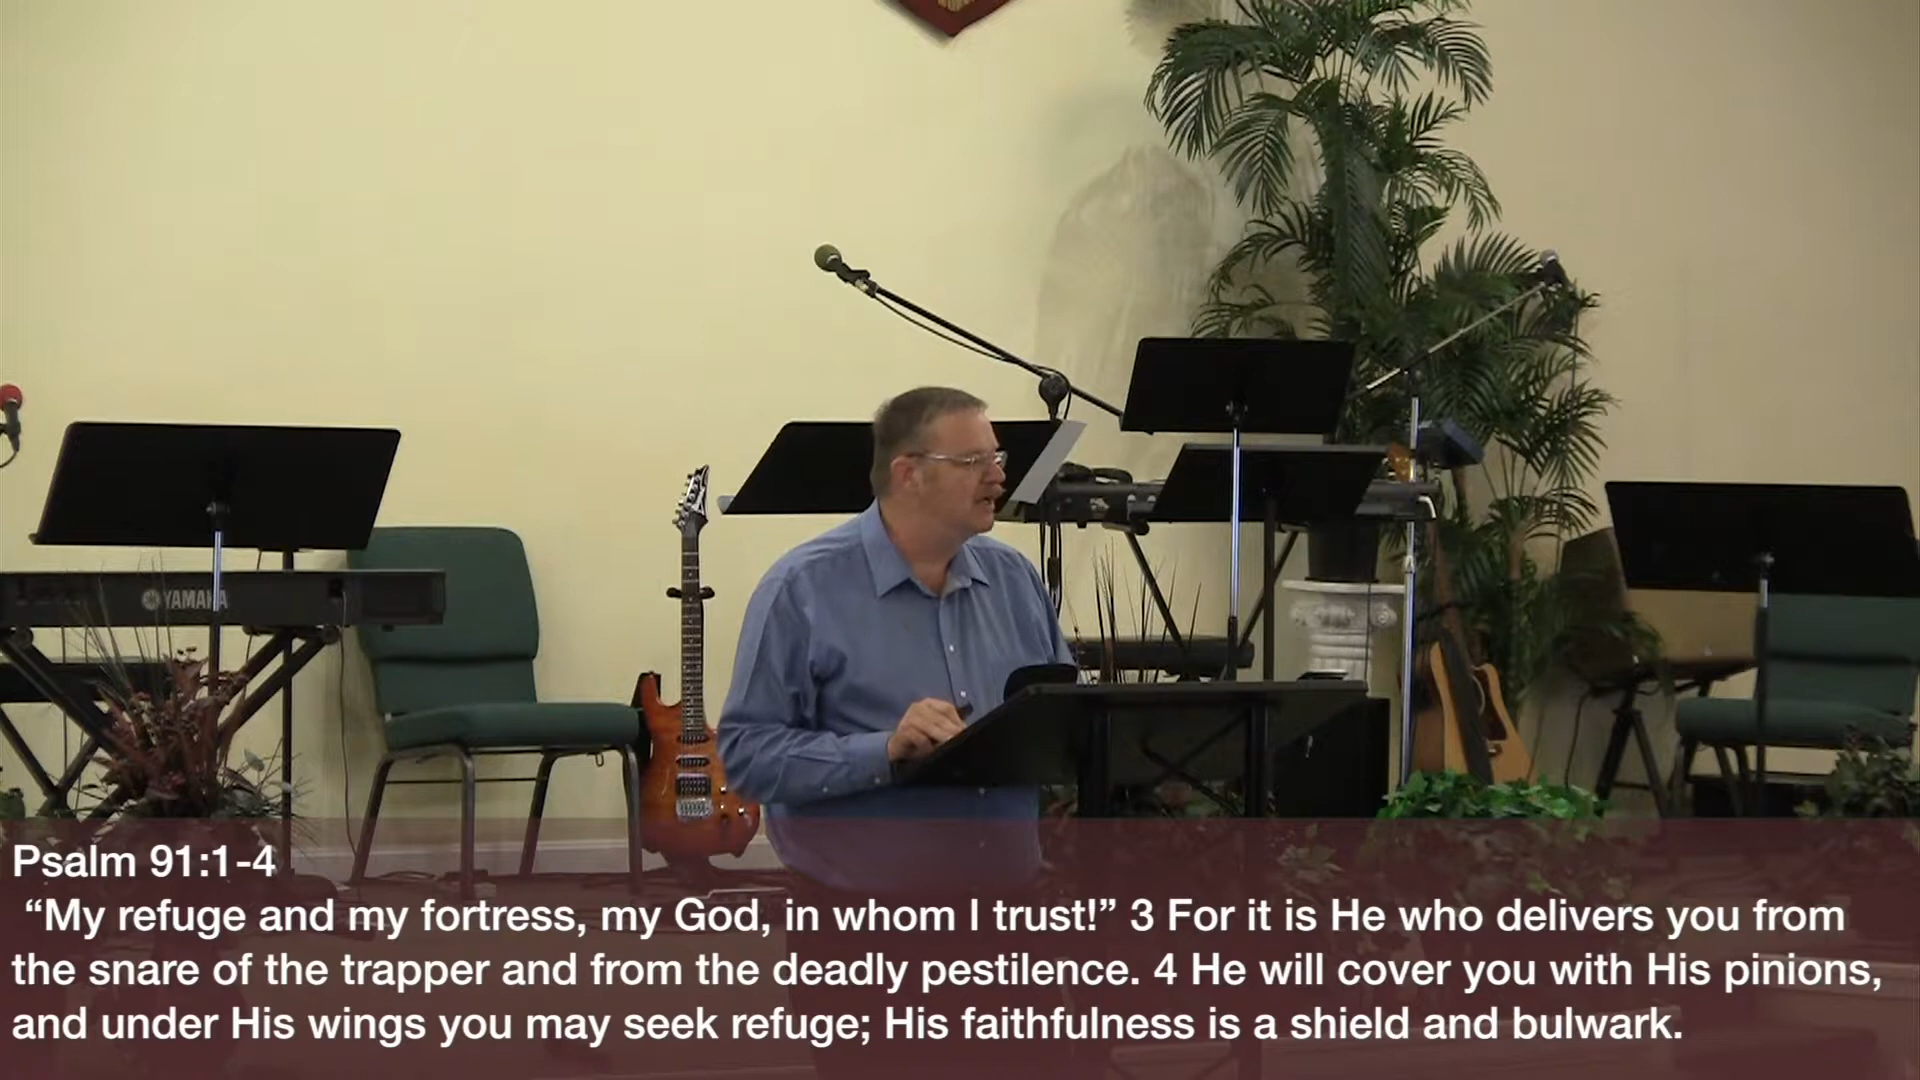 YAMAHA
Psalm 91:1-4
“My refuge and my fortress, my God, in whom I trust!” 3 For it is He who delivers you from
the snare of the trapper and from the deadly pestilence. 4 He will cover you with His pinions,
and under His wings you may seek refuge; His faithfulness is a shield and bulwark.